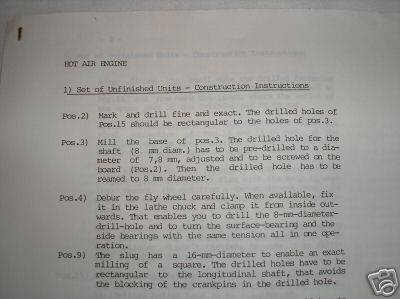 HOT AIR ENGINE
1) Set of Unfinished Units - Construction Instructions
Pos.2) Mark and drill fine and exact. The drilled holes of
Pos.15 should be rectangular to the holes of pos.3.
Pos.3) Mill the base of pos.3. The drilled hole for the
shaft (8 mm diam.) has to be pre-drilled to a dia-
meter of 7,8 mm, adjusted and to be screwed on the
board (Pos.2). Then the drilled hole has to be
reamed to 8 mm diameter.
Pos.4) Debur the fly wheel carefully. When available, fix
it in the lathe chuck and clamp it from inside out-
wards. That enables you to drill the 8-mm-diameter-
drill-hole and to turn the surface-bearing and the
side bearings with the same tension all in one ope-
ration.
Pos.9) The slug has a 16-mm-diameter to enable an exact
milling of a square. The drilled holes have to be
rectangular to the longitudinal shaft, that avoids
the blocking of the crankpins in the drilled hole.